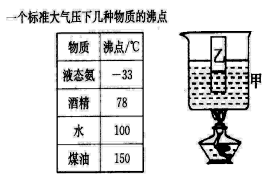 一个标准大气压下几种物质的沸点
物质 沸点/℃
液态氨 -33
酒精 78
水 100
煤油 150
乙
甲